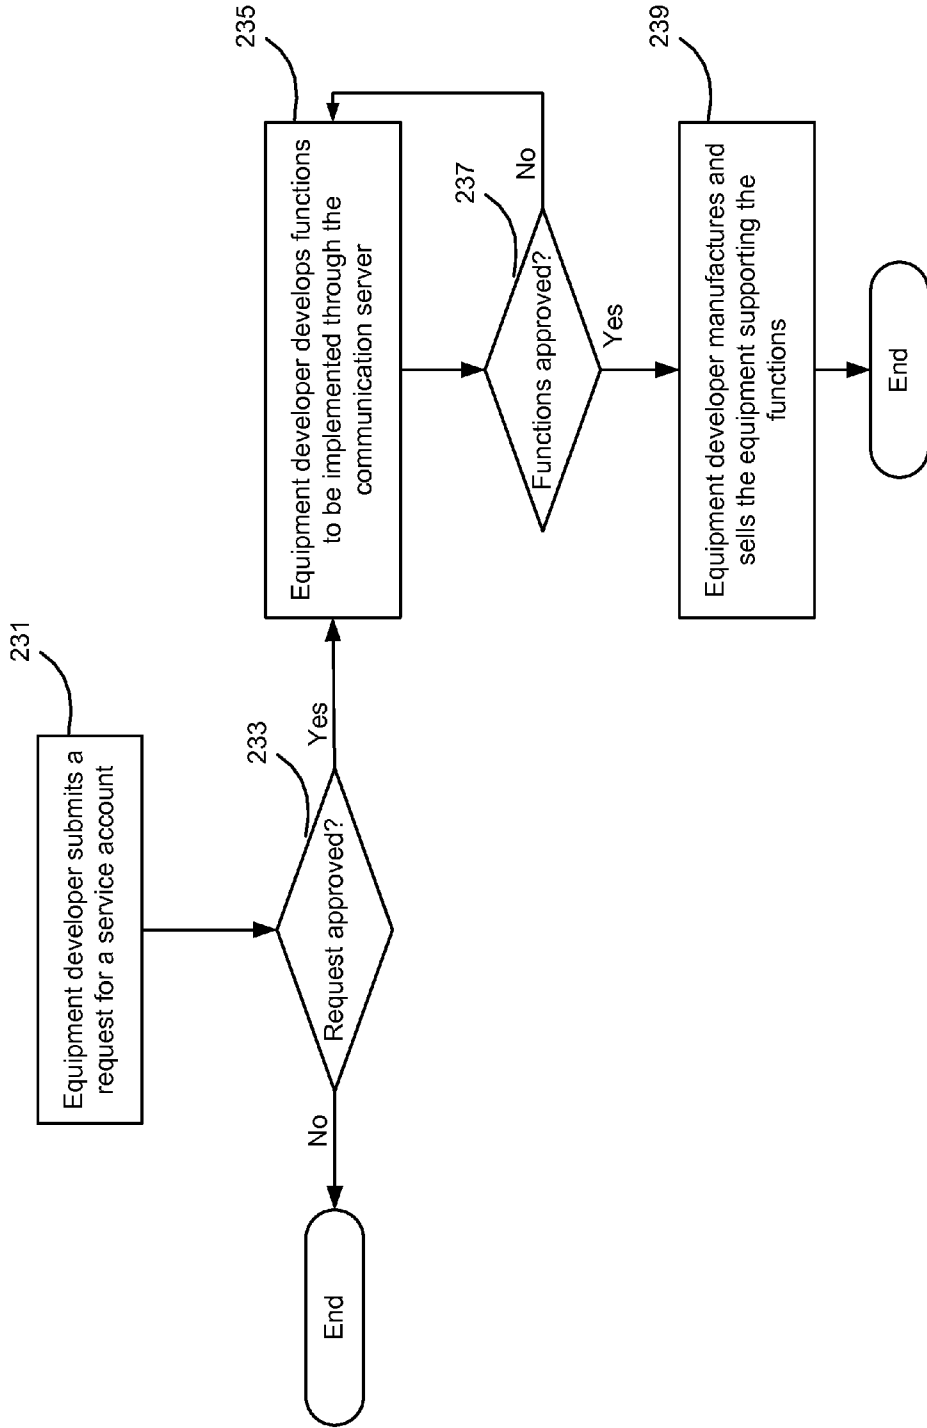 231
Equipment developer submits a
request for a service account
233
Request approved?
No
Yes
End
235
Equipment developer develops functions
to be implemented through the
communication server
237
Functions approved?
No
Yes
239
Equipment developer manufactures and
sells the equipment supporting the
functions
End